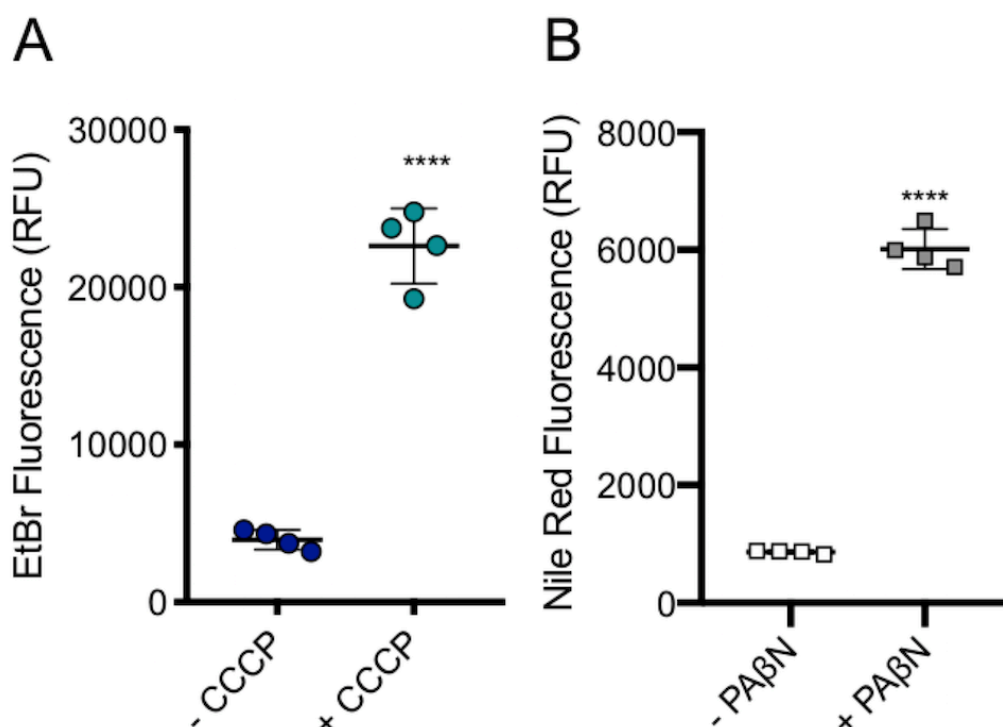 A
EtBr Fluorescence (RFU)
30000
20000
10000
0
****
- CCCP
+ CCCP
B
Nile Red Fluorescence (RFU)
8000
6000
4000
2000
0
****
- PAβN
+ PAβN